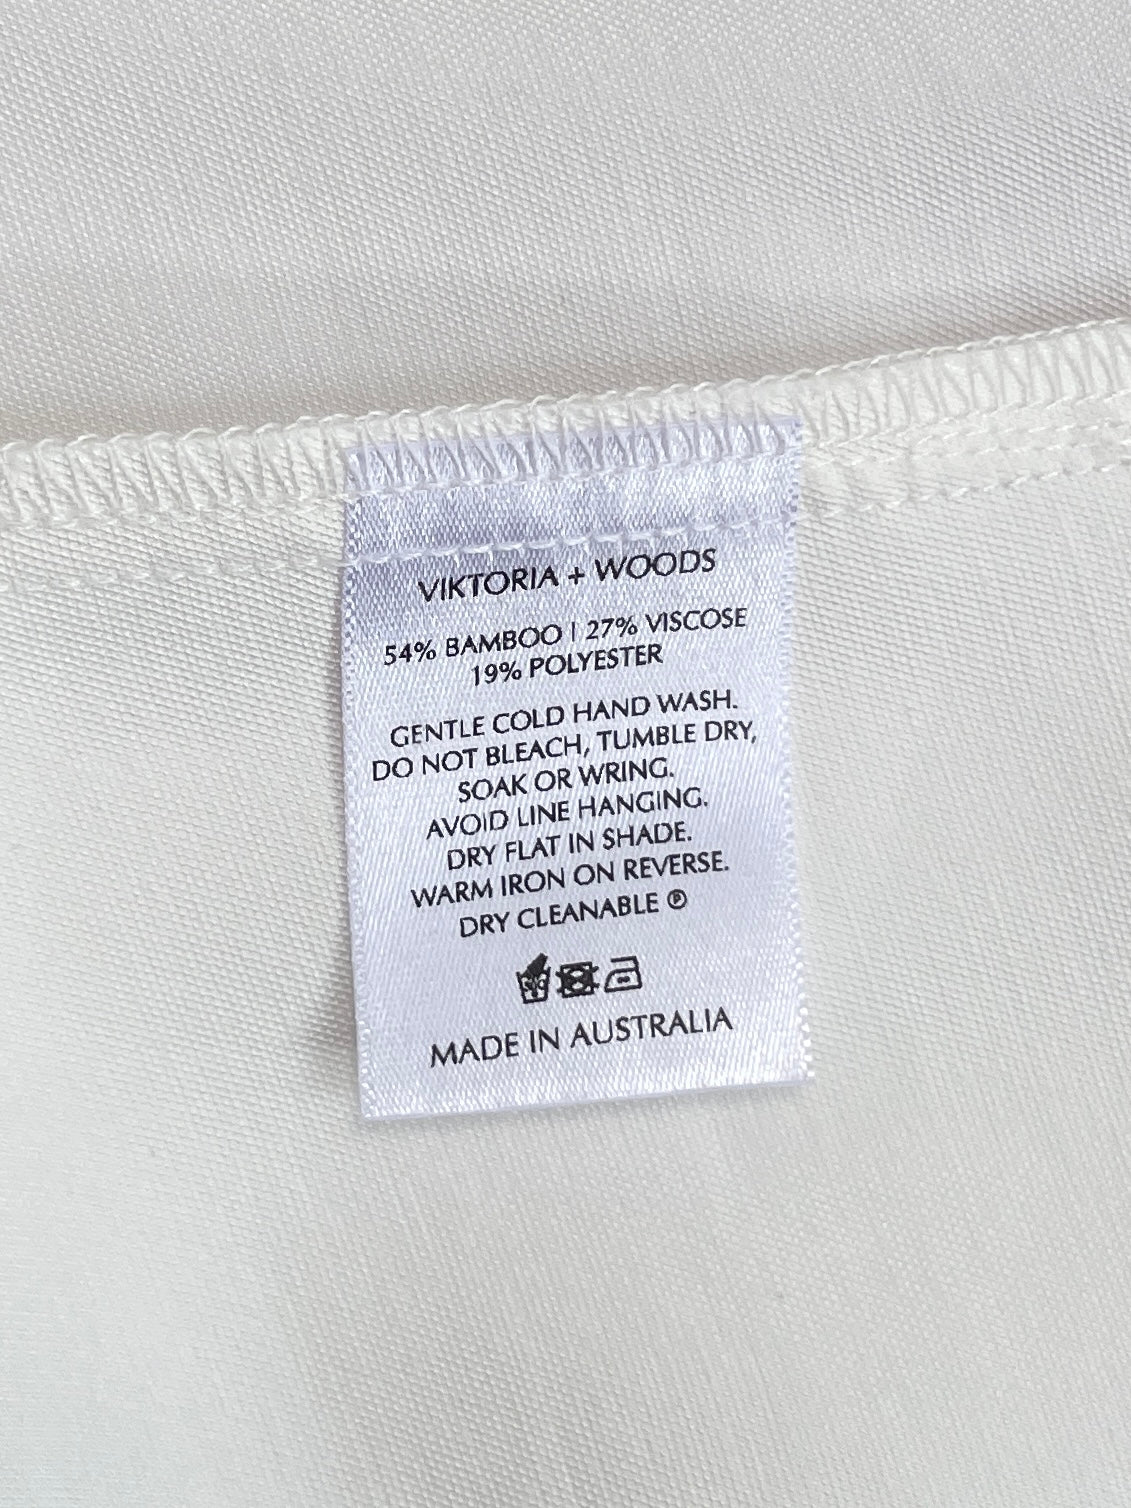 VIKTORIA + WOODS
54% BAMBOO | 27% VISCOSE
19% POLYESTER
GENTLE COLD HAND WASH.
DO NOT BLEACH, TUMBLE DRY,
SOAK OR WRING.
AVOID LINE HANGING.
DRY FLAT IN SHADE.
WARM IRON ON REVERSE.
DRY CLEANABLE Ⓟ
MADE IN AUSTRALIA